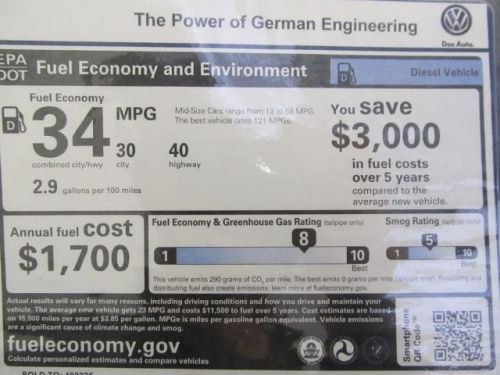 The Power of German Engineering
Das Auto.
EPA
DOT
Fuel Economy and Environment
Diesel Vehicle
Fuel Economy
D
34 MPG
combined city/hwy
30
city
40
highway
2.9 gallons per 100 miles
Mid-Size Cars range from 13 to 58 MPG.
The best vehicle rates 121 MPGe.
You save
$3,000
in fuel costs
over 5 years
compared to the
average new vehicle.
Annual fuel cost
$1,700
Fuel Economy & Greenhouse Gas Rating (tailpipe only)
1
8
10
Best
Smog Rating (tailpipe only)
1
5
10
Best
This vehicle emits 290 grams of CO2 per mile. The best emits 0 grams per mile (tailpipe only). Producing and
distributing fuel also create emissions; learn more at fueleconomy.gov.
Actual results will vary for many reasons, including driving conditions and how you drive and maintain your
vehicle. The average new vehicle gets 23 MPG and costs $11,500 to fuel over 5 years. Cost estimates are based
on 15,000 miles per year at $3.85 per gallon. MPGe is miles per gasoline gallon equivalent. Vehicle emissions
are a significant cause of climate change and smog.
fueleconomy.gov
Calculate personalized estimates and compare vehicles
Smartphone
QR Code™
SOLD TO: